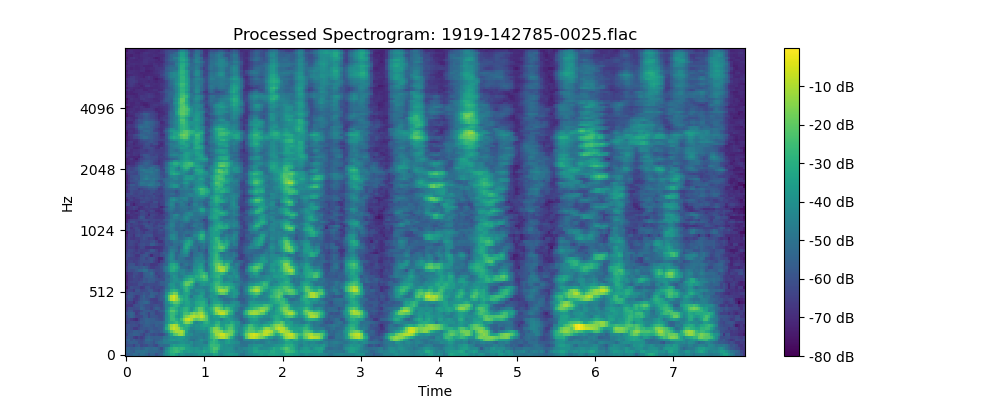 Processed Spectrogram: 1919-142785-0025.flac
Hz
4096
2048
1024
512
0
0 1 2 3 4 5 6 7
Time
-10 dB
-20 dB
-30 dB
-40 dB
-50 dB
-60 dB
-70 dB
-80 dB